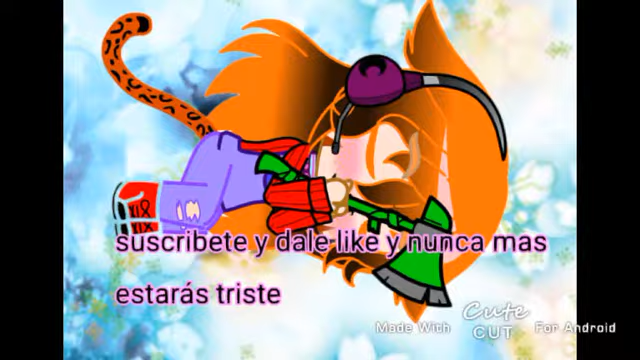 suscribete y dale like y nunca mas
estarás triste
Made With Cute CUT For Android